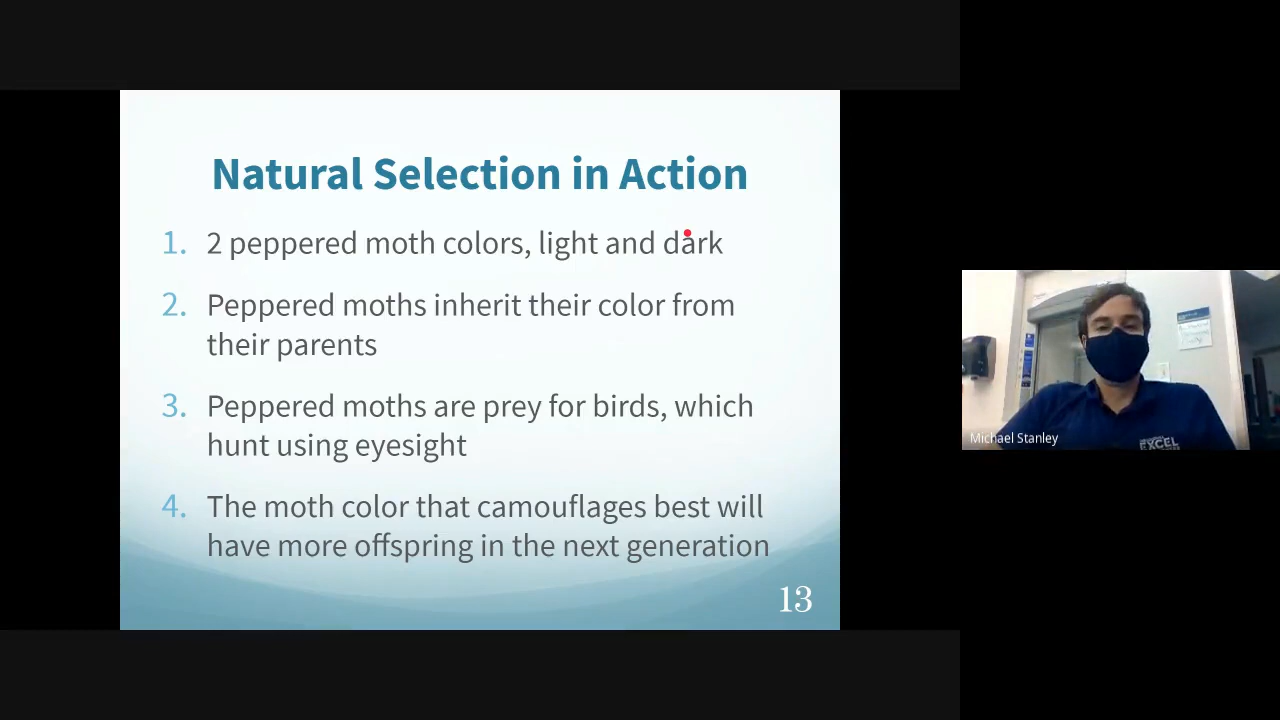 Natural Selection in Action
1. 2 peppered moth colors, light and dark
2. Peppered moths inherit their color from
their parents
3. Peppered moths are prey for birds, which
hunt using eyesight
4. The moth color that camouflages best will
have more offspring in the next generation
13
Michael Stanley
EXCEL